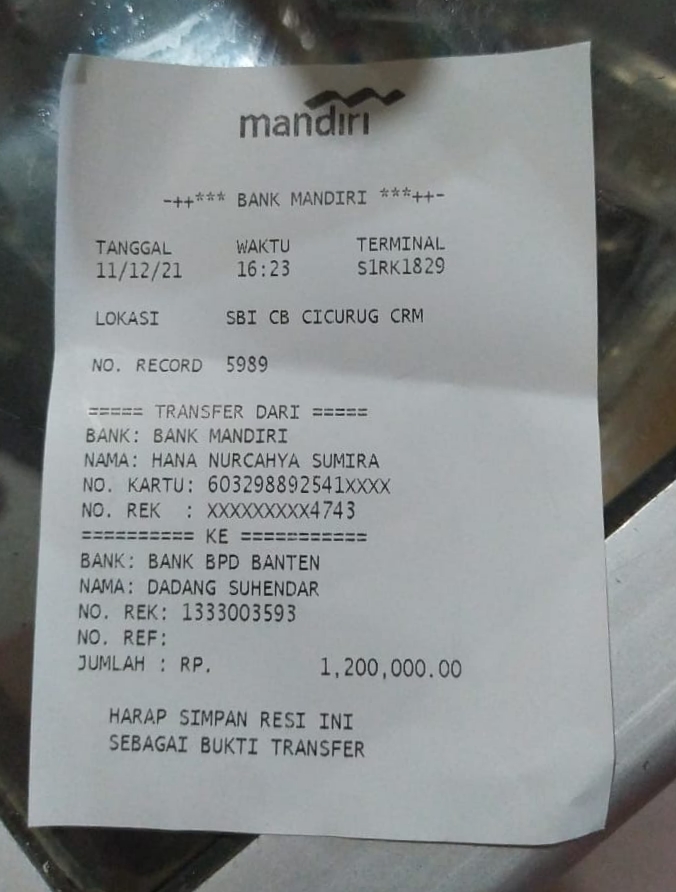 mandiri
-++*** BANK MANDIRI ***++-
TANGGAL WAKTU TERMINAL
11/12/21 16:23 S1RK1829
LOKASI SBI CB CICURUG CRM
NO. RECORD 5989
===== TRANSFER DARI =====
BANK: BANK MANDIRI
NAMA: HANA NURCAHYA SUMIRA
NO. KARTU: 603298892541XXXX
NO. REK : XXXXXXXXX4743
========== KE ===========
BANK: BANK BPD BANTEN
NAMA: DADANG SUHENDAR
NO. REK: 1333003593
NO. REF:
JUMLAH : RP. 1,200,000.00
HARAP SIMPAN RESI INI
SEBAGAI BUKTI TRANSFER